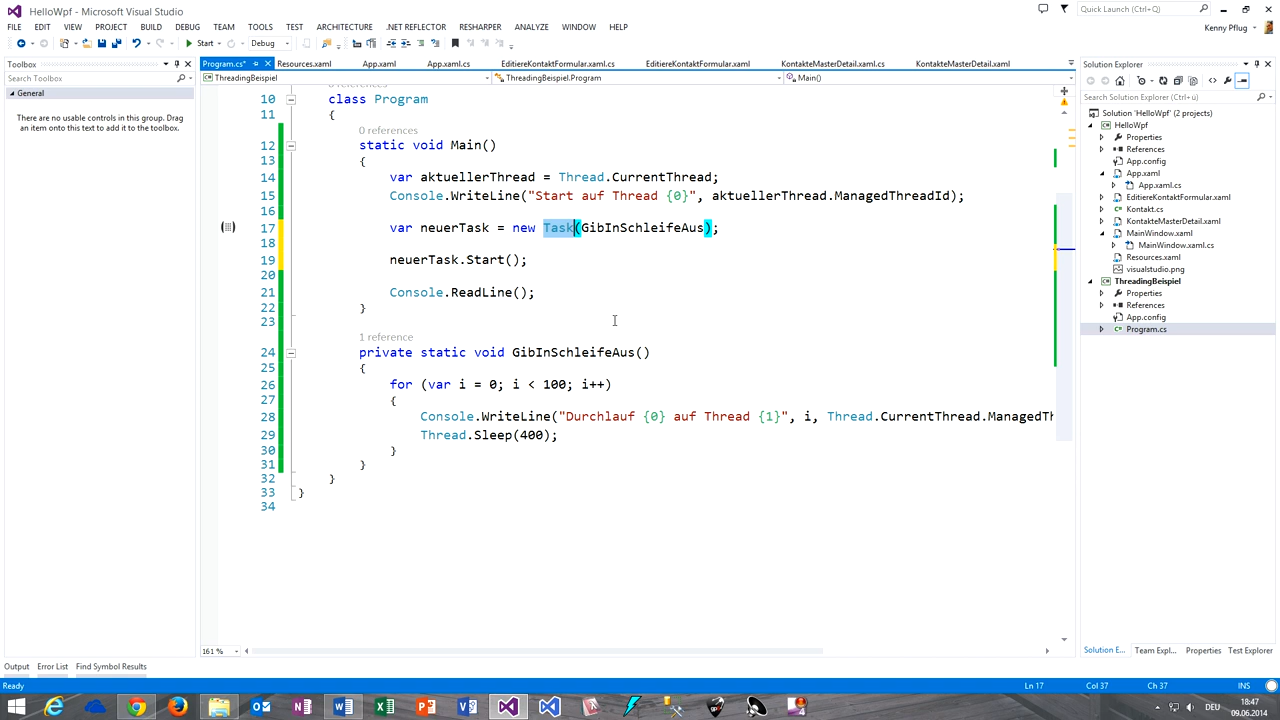 HelloWpf - Microsoft Visual Studio
Quick Launch (Ctrl+Q)
FILE EDIT VIEW PROJECT BUILD DEBUG TEAM TOOLS TEST ARCHITECTURE .NET REFLECTOR RESHARPER ANALYZE WINDOW HELP
Kenny Pflug
Start Debug
Toolbox
Search Toolbox
General
There are no usable controls in this group. Drag
an item onto this text to add it to the toolbox.
Program.cs* Resources.xaml App.xaml App.xaml.cs EditiereKontaktFormular.xaml.cs EditiereKontaktFormular.xaml KontakteMasterDetail.xaml.cs KontakteMasterDetail.xaml
ThreadingBeispiel ThreadingBeispiel.Program Main()
0 references
10 class Program
11 {
0 references
12 static void Main()
13 {
14 var aktuellerThread = Thread.CurrentThread;
15 Console.WriteLine("Start auf Thread {0}", aktuellerThread.ManagedThreadId);
16
17 var neuerTask = new Task(GibInSchleifeAus);
18
19 neuerTask.Start();
20
21 Console.ReadLine();
22 }
23
1 reference
24 private static void GibInSchleifeAus()
25 {
26 for (var i = 0; i < 100; i++)
27 {
28 Console.WriteLine("Durchlauf {0} auf Thread {1}", i, Thread.CurrentThread.ManagedTh
29 Thread.Sleep(400);
30 }
31 }
32 }
33 }
34
161 %
Solution Explorer
Search Solution Explorer (Ctrl+ü)
Solution 'HelloWpf' (2 projects)
HelloWpf
Properties
References
App.config
App.xaml
App.xaml.cs
EditiereKontaktFormular.xaml
Kontakt.cs
KontakteMasterDetail.xaml
MainWindow.xaml
MainWindow.xaml.cs
Resources.xaml
visualstudio.png
ThreadingBeispiel
Properties
References
App.config
Program.cs
Solution E... Team Expl... Properties Test Explorer
Output Error List Find Symbol Results
Ready Ln 17 Col 37 Ch 37 INS
DEU
18:47
09.06.2014